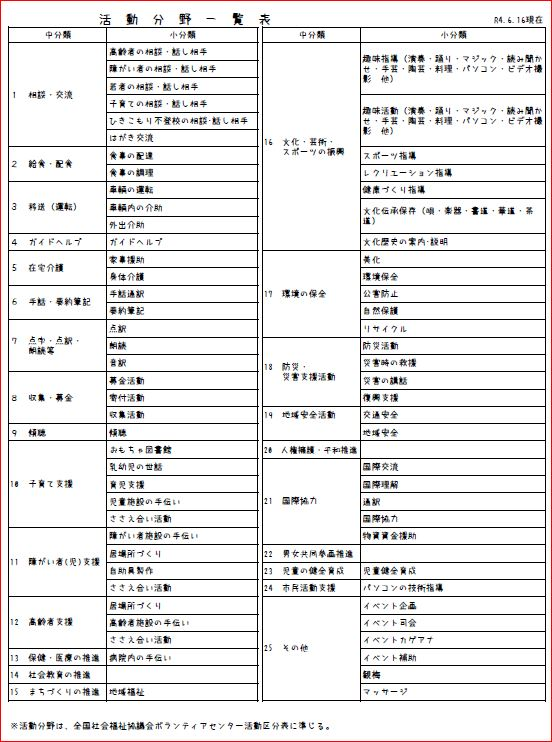 活動分野一覧表
R4.6.16現在
中分類 小分類
1 相談・交流
高齢者の相談・話し相手
障がい者の相談・話し相手
若者の相談・話し相手
子育ての相談・話し相手
ひきこもり不登校の相談・話し相手
はがき交流
2 給食・配食
食事の配達
食事の調理
3 移送（運転）
車輌の運転
車輌内の介助
外出介助
4 ガイドヘルプ
ガイドヘルプ
5 在宅介護
家事援助
身体介護
6 手話・要約筆記
手話通訳
要約筆記
7 点字・点訳・
朗読等
点訳
朗読
音訳
8 収集・募金
募金活動
寄付活動
収集活動
9 傾聴
傾聴
10 子育て支援
おもちゃ図書館
乳幼児の世話
育児支援
児童施設の手伝い
ささえ合い活動
11 障がい者(児)支援
障がい者施設の手伝い
居場所づくり
自助具製作
ささえ合い活動
12 高齢者支援
居場所づくり
高齢者施設の手伝い
ささえ合い活動
13 保健・医療の推進
病院内の手伝い
14 社会教育の推進
15 まちづくりの推進
地域福祉
中分類 小分類
16 文化・芸術・
スポーツの振興
趣味指導（演奏・踊り・マジック・読み聞か
せ・手芸・陶芸・料理・パソコン・ビデオ撮
影　他）
趣味活動（演奏・踊り・マジック・読み聞か
せ・手芸・陶芸・料理・パソコン・ビデオ撮
影　他）
スポーツ指導
レクリエーション指導
健康づくり指導
文化伝承保存（唄・楽器・書道・華道・茶
道）
文化歴史の案内・説明
17 環境の保全
美化
環境保全
公害防止
自然保護
リサイクル
18 防災・
災害支援活動
防災活動
災害時の救援
災害の講話
復興支援
19 地域安全活動
交通安全
地域安全
20 人権擁護・平和推進
21 国際協力
国際交流
国際理解
通訳
国際協力
物資資金援助
22 男女共同参画推進
23 児童の健全育成
児童健全育成
24 市民活動支援
パソコンの技術指導
25 その他
イベント企画
イベント司会
イベントカゲアナ
イベント補助
観梅
マッサージ
※活動分野は、全国社会福祉協議会ボランティアセンター活動区分表に準じる。